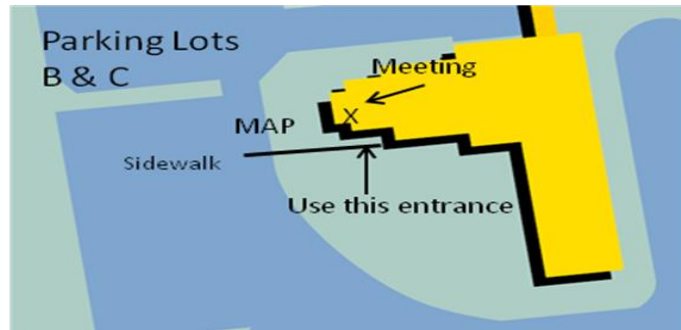 Parking Lots
B & C
Meeting
X
MAP
Sidewalk
Use this entrance